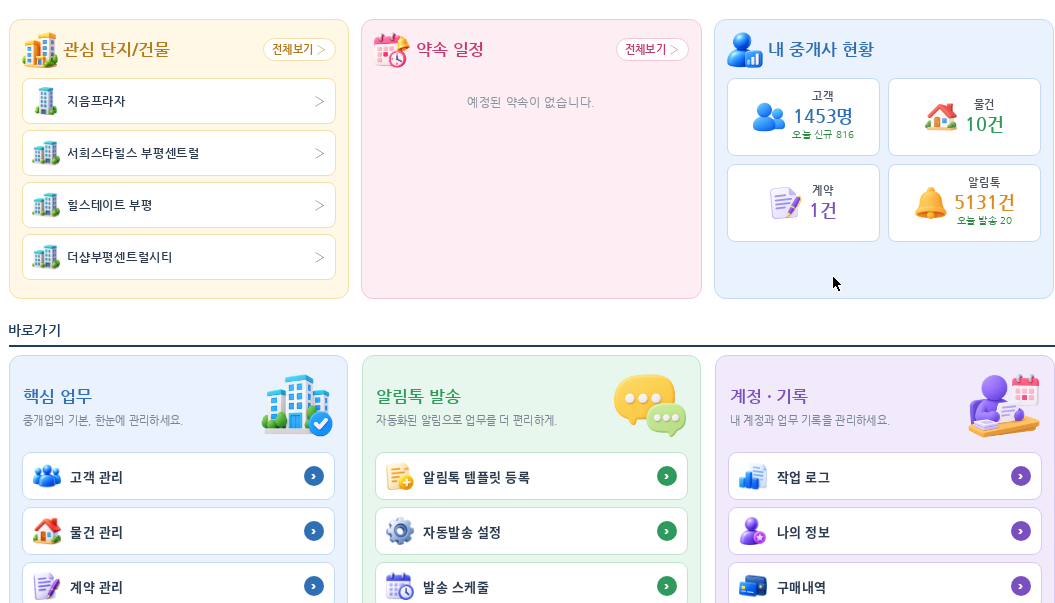 관심 단지/건물
전체보기 >
지음프라자
서희스타힐스 부평센트럴
힐스테이트 부평
더샵부평센트럴시티
약속 일정
전체보기 >
예정된 약속이 없습니다.
내 중개사 현황
고객
1453명
오늘 신규 816
물건
10건
계약
1건
알림톡
5131건
오늘 발송 20
바로가기
핵심 업무
중개업의 기본, 한눈에 관리하세요.
고객 관리
물건 관리
계약 관리
알림톡 발송
자동화된 알림으로 업무를 더 편리하게.
알림톡 템플릿 등록
자동발송 설정
발송 스케줄
계정 · 기록
내 계정과 업무 기록을 관리하세요.
작업 로그
나의 정보
구매내역